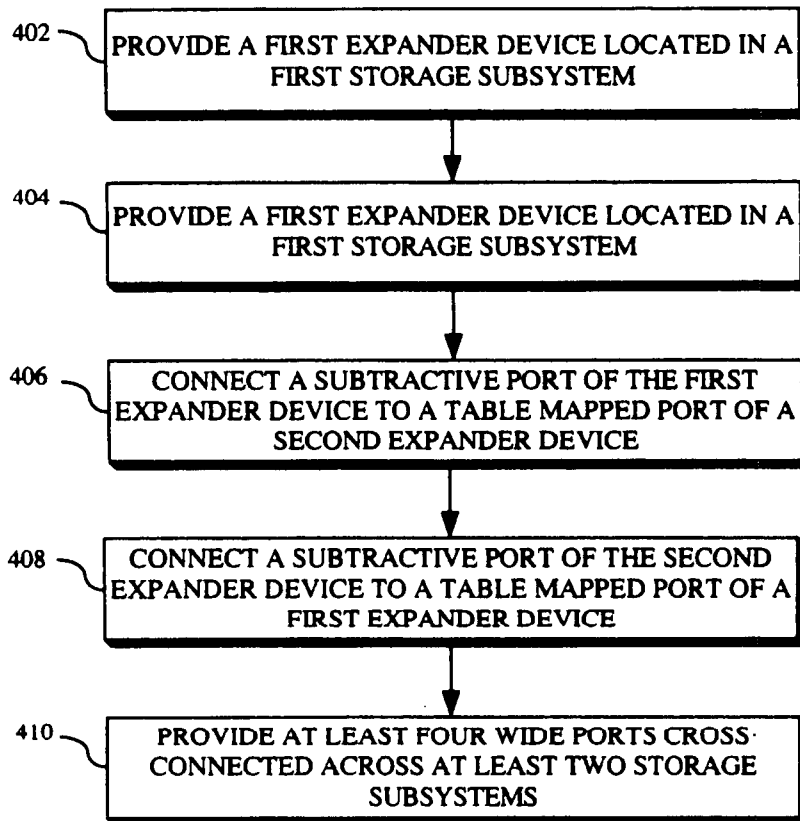 402
PROVIDE A FIRST EXPANDER DEVICE LOCATED IN A
FIRST STORAGE SUBSYSTEM
404
PROVIDE A FIRST EXPANDER DEVICE LOCATED IN A
FIRST STORAGE SUBSYSTEM
406
CONNECT A SUBTRACTIVE PORT OF THE FIRST
EXPANDER DEVICE TO A TABLE MAPPED PORT OF A
SECOND EXPANDER DEVICE
408
CONNECT A SUBTRACTIVE PORT OF THE SECOND
EXPANDER DEVICE TO A TABLE MAPPED PORT OF A
FIRST EXPANDER DEVICE
410
PROVIDE AT LEAST FOUR WIDE PORTS CROSS-
CONNECTED ACROSS AT LEAST TWO STORAGE
SUBSYSTEMS